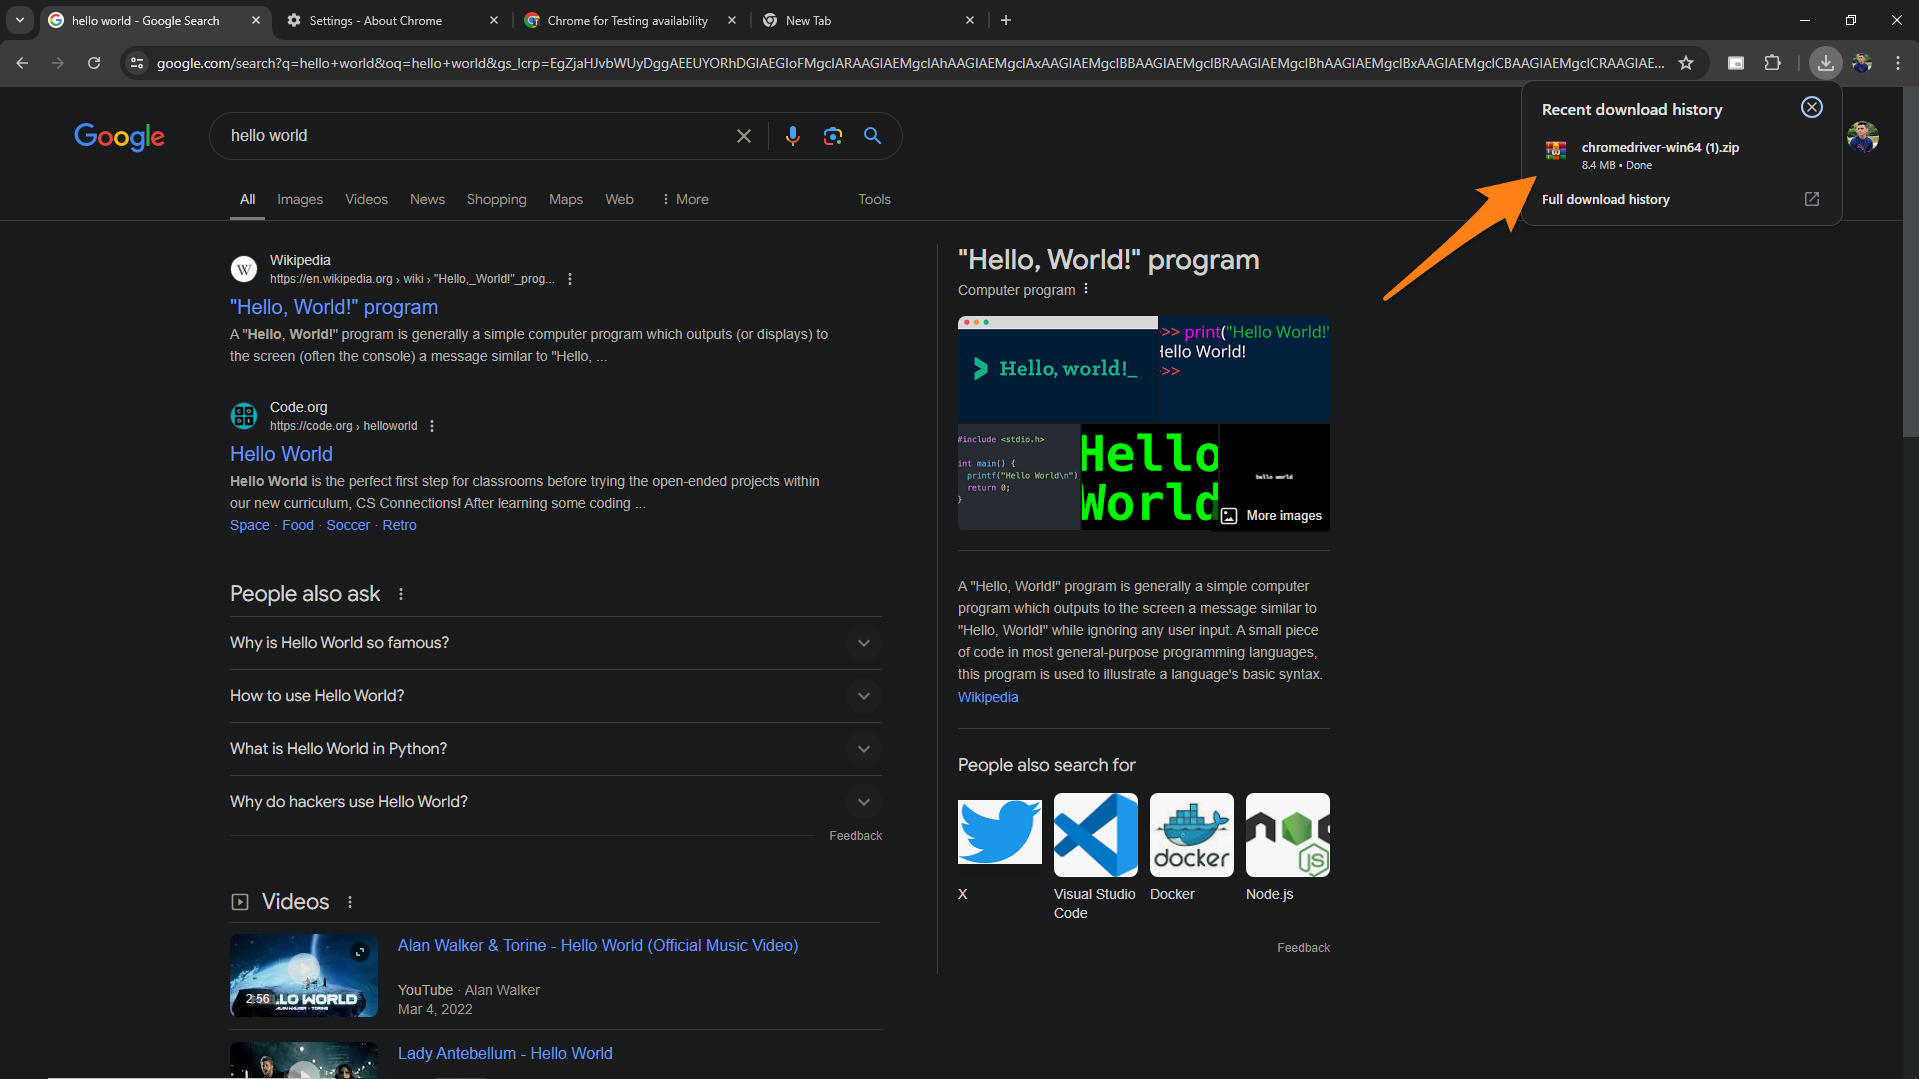 hello world - Google Search
Settings - About Chrome
Chrome for Testing availability
New Tab
google.com/search?q=hello+world&oq=hello+world&gs_lcrp=EgZjaHJvbWUyDggAEEUYORhDGIAEGIoFMgcIARAAGIAEMgcIAhAAGIAEMgcIAxAAGIAEMgcIBBAAGIAEMgcIBRAAGIAEMgcIBhAAGIAEMgcIBxAAGIAEMgcICBAAGIAEMgcICRAAGIAE...
Recent download history
chromedriver-win64 (1).zip
8.4 MB • Done
Full download history
Google
hello world
All
Images
Videos
News
Shopping
Maps
Web
More
Tools
W
Wikipedia
https://en.wikipedia.org › wiki › "Hello,_World!"_prog...
"Hello, World!" program
A "Hello, World!" program is generally a simple computer program which outputs (or displays) to
the screen (often the console) a message similar to "Hello, ...
CODE
Code.org
https://code.org › helloworld
Hello World
Hello World is the perfect first step for classrooms before trying the open-ended projects within
our new curriculum, CS Connections! After learning some coding ...
Space · Food · Soccer · Retro
People also ask
Why is Hello World so famous?
How to use Hello World?
What is Hello World in Python?
Why do hackers use Hello World?
Feedback
Videos
Alan Walker & Torine - Hello World (Official Music Video)
YouTube · Alan Walker
Mar 4, 2022
2:56
LLO WORLD
ALAN WALKER - TORINE
Lady Antebellum - Hello World
"Hello, World!" program
Computer program
Hello, world!_
>>> print("Hello World!"
Hello World!
>>>
#include <stdio.h>
int main() {
printf("Hello World\n")
return 0;
}
Hello
World
hello world
More images
A "Hello, World!" program is generally a simple computer
program which outputs to the screen a message similar to
"Hello, World!" while ignoring any user input. A small piece
of code in most general-purpose programming languages,
this program is used to illustrate a language's basic syntax.
Wikipedia
People also search for
docker
JS
X
Visual Studio
Code
Docker
Node.js
Feedback